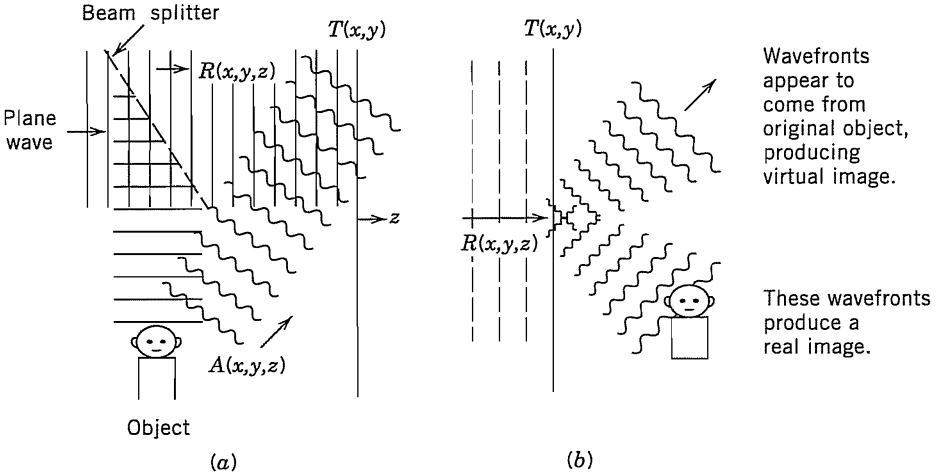 Beam splitter
T(x,y)
R(x,y,z)
Plane
wave
z
A(x,y,z)
Object
(a)
T(x,y)
R(x,y,z)
Wavefronts
appear to
come from
original object,
producing
virtual image.
These wavefronts
produce a
real image.
(b)